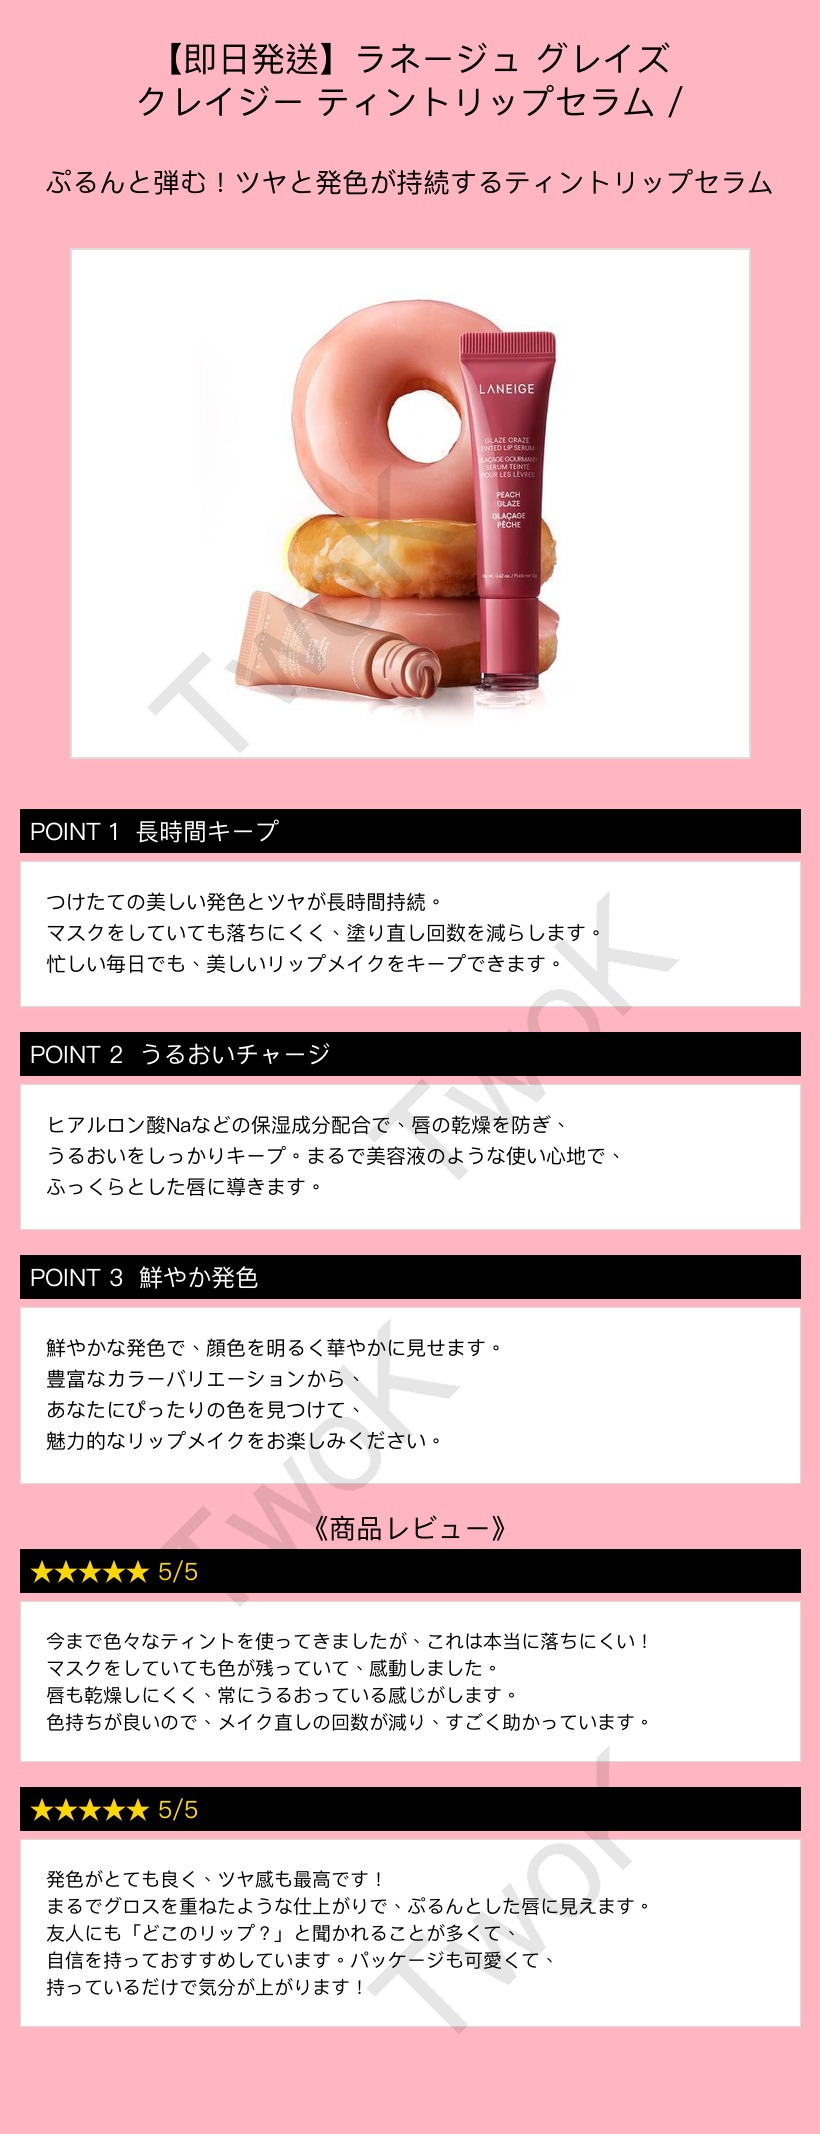 【即日発送】ラネージュ グレイズ
クレイジー ティントリップセラム /
ぷるんと弾む！ツヤと発色が持続するティントリップセラム
LANEIGE
GLAZE CRAZE
TINTED LIP SERUM
GLAÇAGE GOURMAND
SÉRUM TEINTÉ
POUR LES LÈVRES
PEACH
GLAZE
GLAÇAGE
PÊCHE
LANEIGE
TwoK
POINT 1 長時間キープ
つけたての美しい発色とツヤが長時間持続。
マスクをしていても落ちにくく、塗り直し回数を減らします。
忙しい毎日でも、美しいリップメイクをキープできます。
TwoK
POINT 2 うるおいチャージ
ヒアルロン酸Naなどの保湿成分配合で、唇の乾燥を防ぎ、
うるおいをしっかりキープ。まるで美容液のような使い心地で、
ふっくらとした唇に導きます。
POINT 3 鮮やか発色
鮮やかな発色で、顔色を明るく華やかに見せます。
豊富なカラーバリエーションから、
あなたにぴったりの色を見つけて、
魅力的なリップメイクをお楽しみください。
TwoK
《商品レビュー》
★★★★★ 5/5
今まで色々なティントを使ってきましたが、これは本当に落ちにくい！
マスクをしていても色が残っていて、感動しました。
唇も乾燥しにくく、常にうるおっている感じがします。
色持ちが良いので、メイク直しの回数が減り、すごく助かっています。
★★★★★ 5/5
発色がとても良く、ツヤ感も最高です！
まるでグロスを重ねたような仕上がりで、ぷるんとした唇に見えます。
友人にも「どこのリップ？」と聞かれることが多くて、
自信を持っておすすめしています。パッケージも可愛くて、
持っているだけで気分が上がります！
TwoK